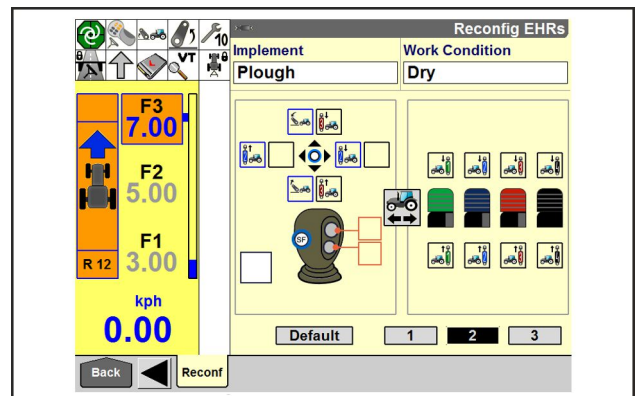 Reconfig EHRs
10
VT
Implement
Work Condition
Plough
Dry
F3
7.00
F2
5.00
F1
3.00
R 12
kph
0.00
SF
Default
1
2
3
Back
Reconf